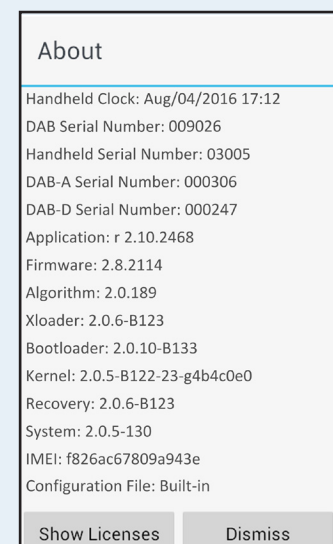 About
Handheld Clock: Aug/04/2016 17:12
DAB Serial Number: 009026
Handheld Serial Number: 03005
DAB-A Serial Number: 000306
DAB-D Serial Number: 000247
Application: r 2.10.2468
Firmware: 2.8.2114
Algorithm: 2.0.189
Xloader: 2.0.6-B123
Bootloader: 2.0.10-B133
Kernel: 2.0.5-B122-23-g4b4c0e0
Recovery: 2.0.6-B123
System: 2.0.5-130
IMEI: f826ac67809a943e
Configuration File: Built-in
Show Licenses Dismiss